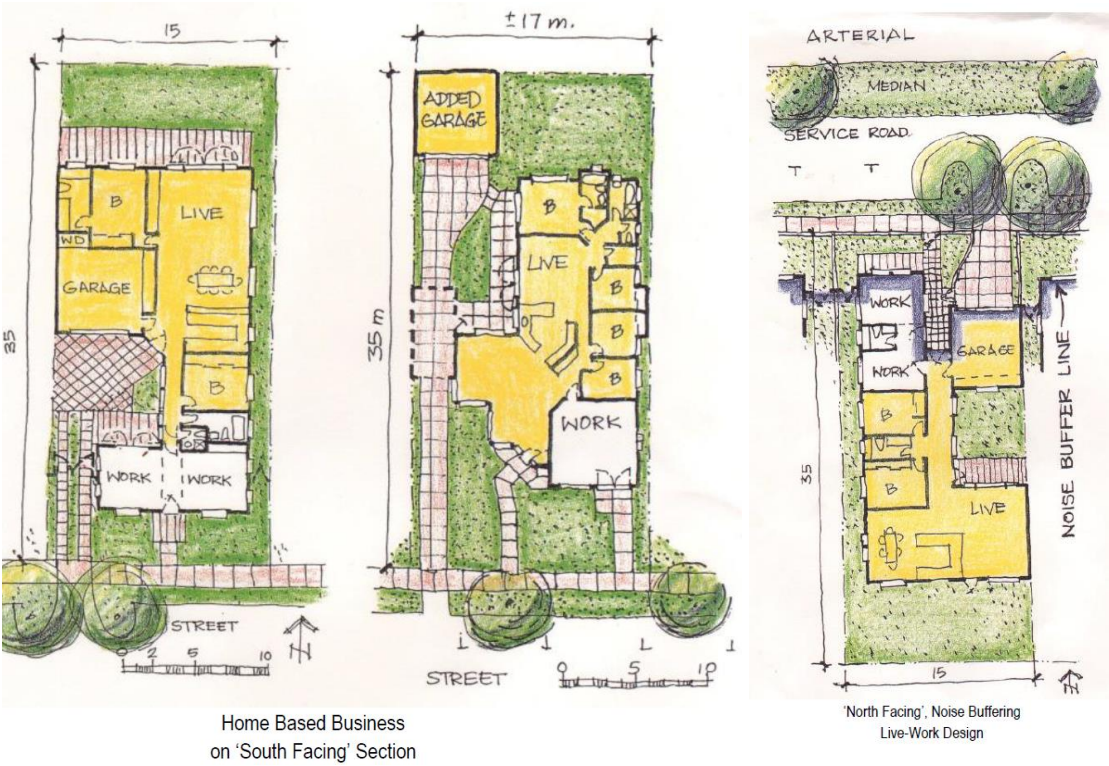 15
35
B
LIVE
WD
GARAGE
B
WORK
WORK
STREET
N
0 2 5 10
±17 m.
35 m
ADDED
GARAGE
B
LIVE
B
B
B
WORK
STREET
0 5 10
Home Based Business
on ‘South Facing’ Section
ARTERIAL
MEDIAN
SERVICE ROAD
WORK
WORK
GARAGE
B
B
LIVE
35
NOISE BUFFER LINE
15
N
‘North Facing’, Noise Buffering
Live-Work Design